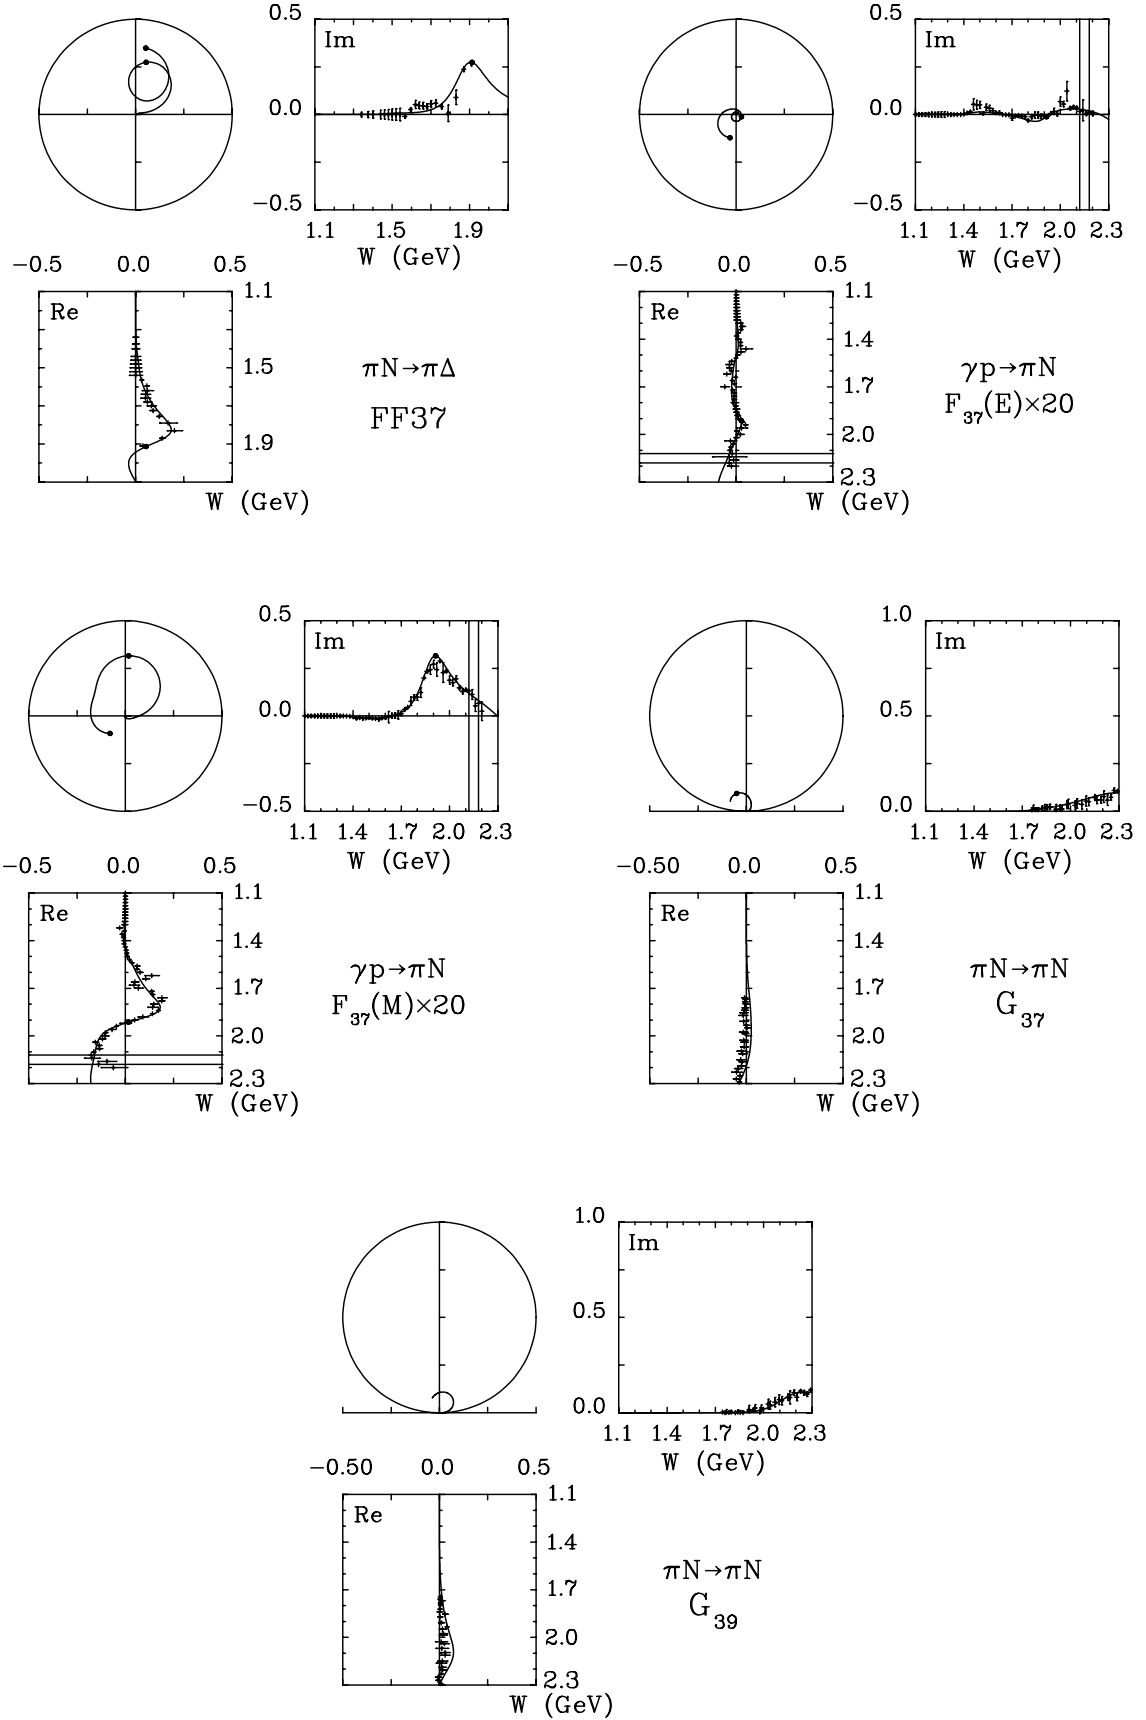 0.5
Im
0.0
−0.5
1.1 1.5 1.9
W (GeV)
−0.5 0.0 0.5
Re
1.1
1.5
1.9
W (GeV)
πN→πΔ
FF37
0.5
Im
0.0
−0.5
1.1 1.4 1.7 2.0 2.3
W (GeV)
−0.5 0.0 0.5
Re
1.1
1.4
1.7
2.0
2.3
W (GeV)
γp→πN
F37(E)×20
0.5
Im
0.0
−0.5
1.1 1.4 1.7 2.0 2.3
W (GeV)
−0.5 0.0 0.5
Re
1.1
1.4
1.7
2.0
2.3
W (GeV)
γp→πN
F37(M)×20
1.0
Im
0.5
0.0
1.1 1.4 1.7 2.0 2.3
W (GeV)
−0.5 0.0 0.5
Re
1.1
1.4
1.7
2.0
2.3
W (GeV)
πN→πN
G37
1.0
Im
0.5
0.0
1.1 1.4 1.7 2.0 2.3
W (GeV)
−0.50 0.0 0.5
Re
1.1
1.4
1.7
2.0
2.3
W (GeV)
πN→πN
G39